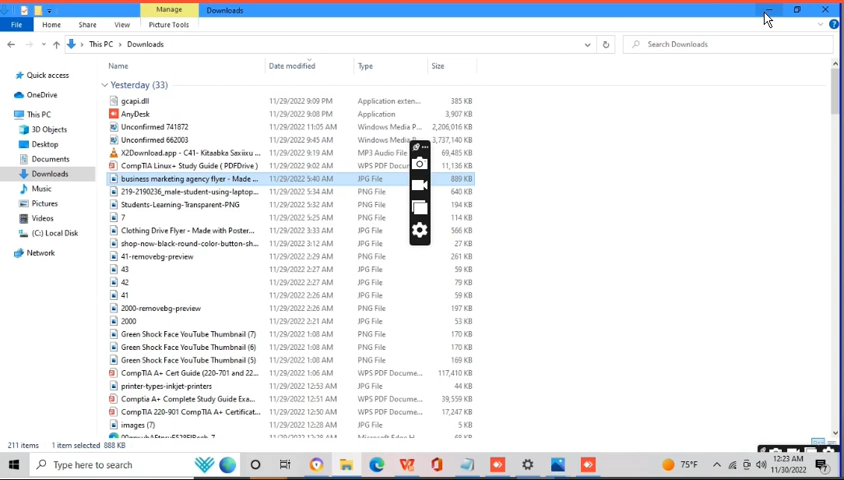 Manage
Downloads
File
Home
Share
View
Picture Tools
This PC
Downloads
Search Downloads
Name
Date modified
Type
Size
Quick access
OneDrive
This PC
3D Objects
Desktop
Documents
Downloads
Music
Pictures
Videos
(C:) Local Disk
Network
Yesterday (33)
gcapi.dll 11/29/2022 9:09 PM Application exten... 385 KB
AnyDesk 11/29/2022 9:08 PM Application 3,907 KB
Unconfirmed 741872 11/29/2022 11:05 AM Windows Media P... 2,206,016 KB
Unconfirmed 662003 11/29/2022 9:45 AM Windows Media P... 3,737,140 KB
X2Download.app - C41- Kitaabka Saxiixu ... 11/29/2022 9:16 AM MP3 Audio File 69,485 KB
CompTIA Linux+ Study Guide ( PDFDrive ) 11/29/2022 9:02 AM WPS PDF Docum... 11,136 KB
business marketing agency flyer - Made ... 11/29/2022 5:40 AM JPG File 889 KB
219-2190236_male-student-using-laptop... 11/29/2022 5:34 AM PNG File 640 KB
Students-Learning-Transparent-PNG 11/29/2022 5:32 AM PNG File 194 KB
7 11/29/2022 5:25 AM PNG File 114 KB
Clothing Drive Flyer - Made with Poster... 11/29/2022 3:33 AM JPG File 566 KB
shop-now-black-round-color-button-sh... 11/29/2022 3:12 AM JPG File 27 KB
41-removebg-preview 11/29/2022 2:29 AM PNG File 261 KB
43 11/29/2022 2:27 AM JPG File 59 KB
42 11/29/2022 2:27 AM JPG File 79 KB
41 11/29/2022 2:26 AM JPG File 59 KB
2000-removebg-preview 11/29/2022 2:26 AM PNG File 197 KB
2000 11/29/2022 2:21 AM JPG File 53 KB
Green Shock Face YouTube Thumbnail (7) 11/29/2022 1:08 AM PNG File 170 KB
Green Shock Face YouTube Thumbnail (6) 11/29/2022 1:08 AM PNG File 170 KB
Green Shock Face YouTube Thumbnail (5) 11/29/2022 1:08 AM PNG File 169 KB
CompTIA A+ Cert Guide (220-701 and 22... 11/29/2022 1:06 AM WPS PDF Docume... 117,410 KB
printer-types-inkjet-printers 11/29/2022 12:53 AM JPG File 44 KB
Comptia A+ Complete Study Guide Exam... 11/29/2022 12:51 AM WPS PDF Docume... 39,559 KB
CompTIA 220-901 CompTIA A+ Certificat... 11/29/2022 12:50 AM WPS PDF Docume... 17,247 KB
images (7) 11/29/2022 12:28 AM JPG File 5 KB
211 items 1 item selected 888 KB
Type here to search
75°F
12:23 AM
11/30/2022